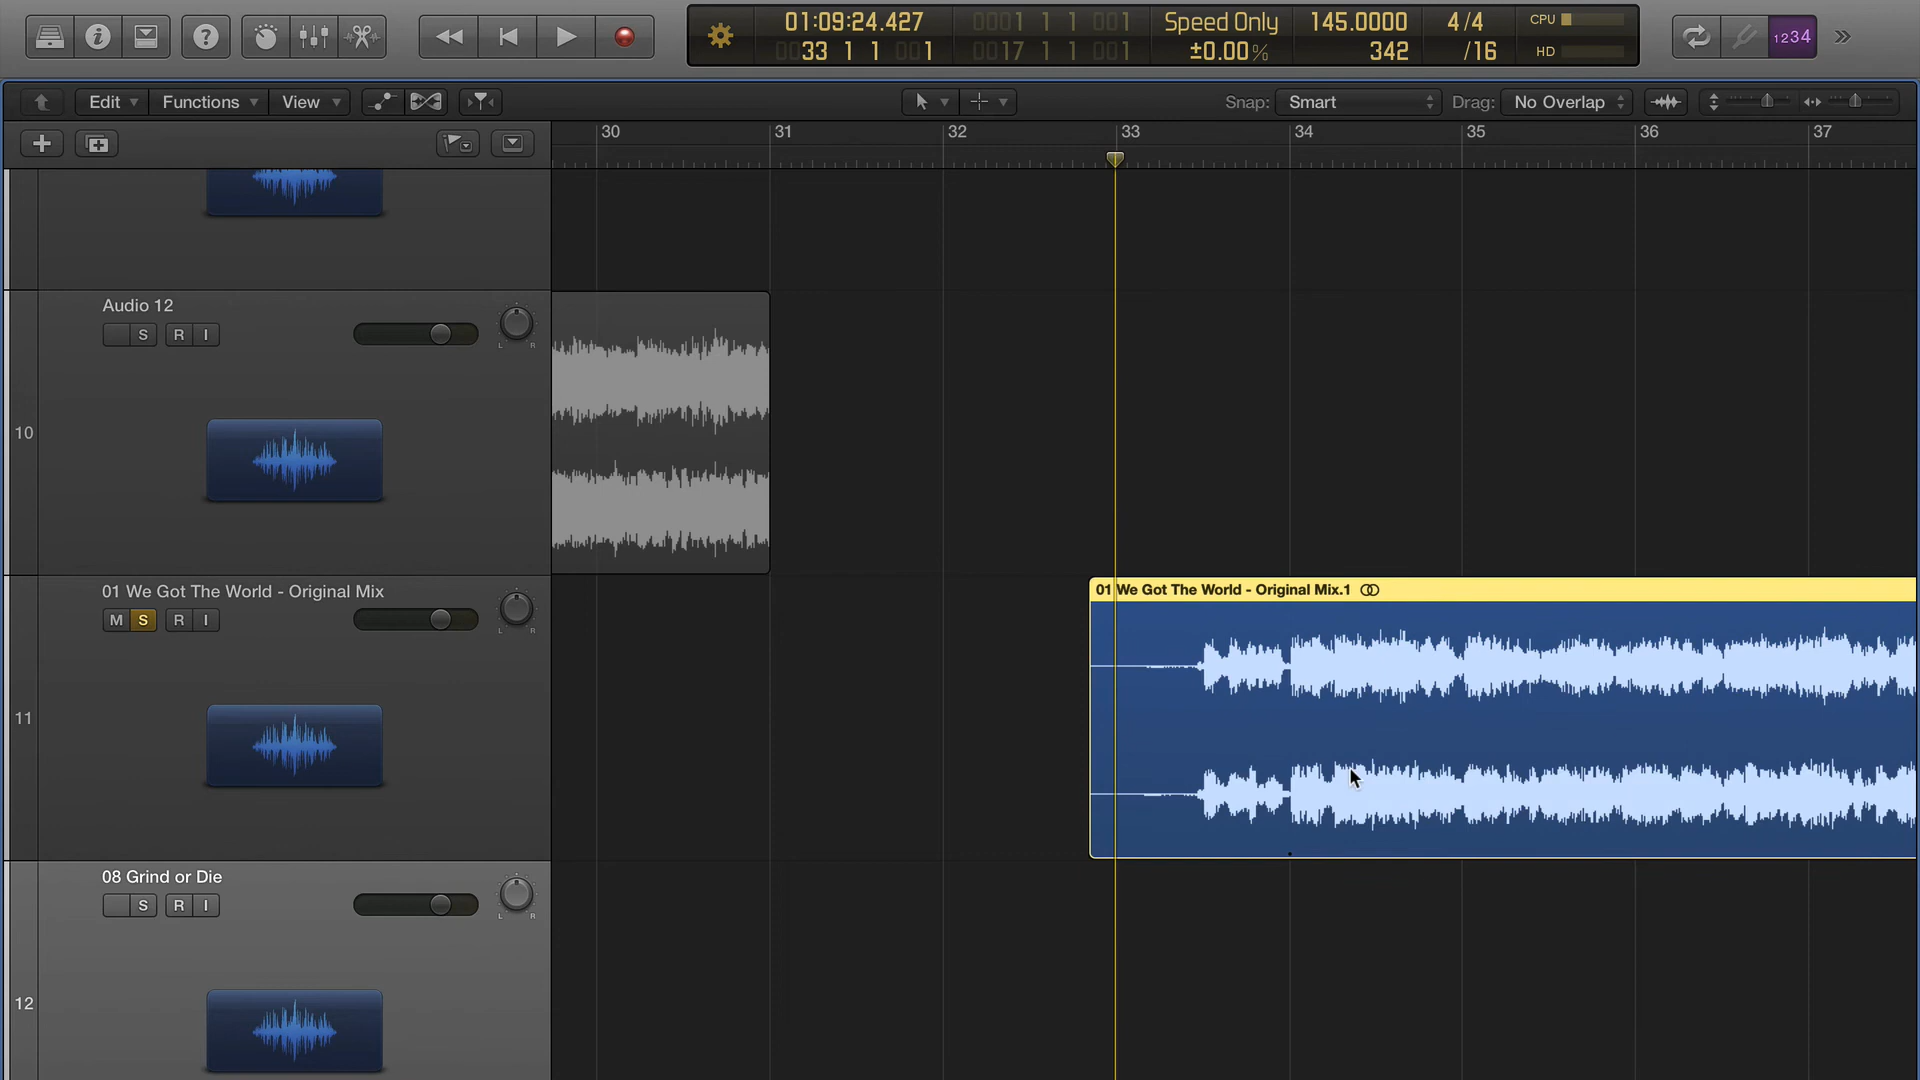 01:09:24.427 0001 1 1 001 Speed Only 145.0000 4/4 CPU
0033 1 1 001 0017 1 1 001 ±0.00% 342 /16 HD
1234
Edit Functions View Snap: Smart Drag: No Overlap
30 31 32 33 34 35 36 37
Audio 12
S R I
L R
10
01 We Got The World - Original Mix
M S R I
L R
01 We Got The World - Original Mix.1
11
08 Grind or Die
S R I
L R
12